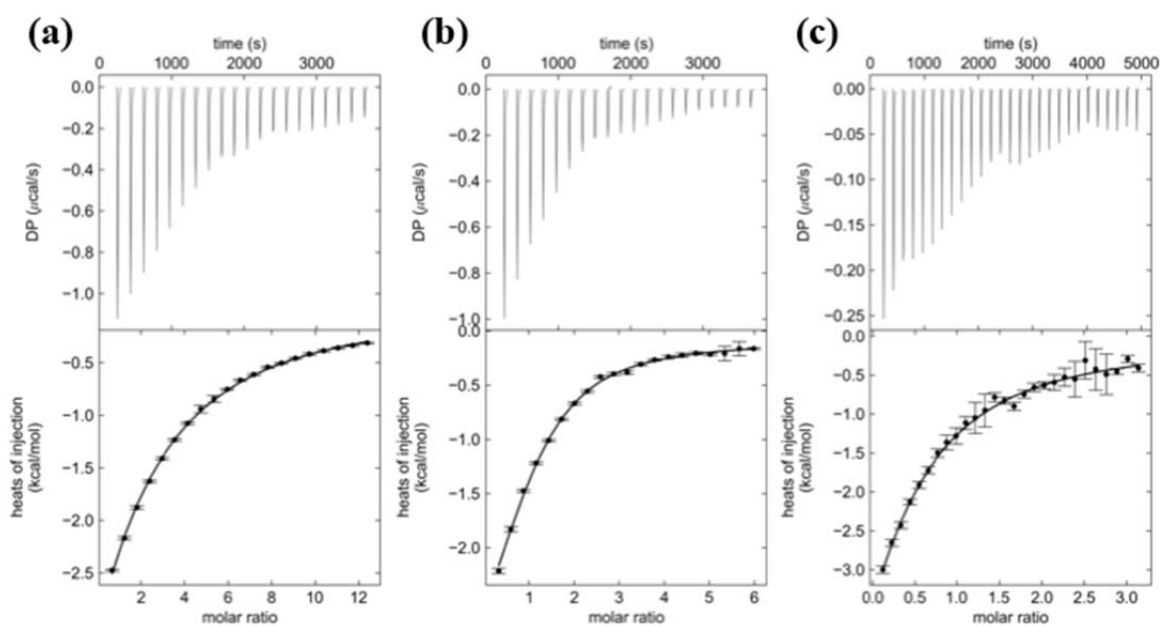 (a)
time (s)
0 1000 2000 3000
0.0
−0.2
−0.4
−0.6
−0.8
−1.0
DP (μcal/s)
−0.5
−1.0
−1.5
−2.0
−2.5
heats of injection
(kcal/mol)
2 4 6 8 10 12
molar ratio
(b)
time (s)
0 1000 2000 3000
0.0
−0.2
−0.4
−0.6
−0.8
−1.0
DP (μcal/s)
0.0
−0.5
−1.0
−1.5
−2.0
heats of injection
(kcal/mol)
1 2 3 4 5 6
molar ratio
(c)
time (s)
0 1000 2000 3000 4000 5000
0.00
−0.05
−0.10
−0.15
−0.20
−0.25
DP (μcal/s)
0.0
−0.5
−1.0
−1.5
−2.0
−2.5
−3.0
heats of injection
(kcal/mol)
0.0 0.5 1.0 1.5 2.0 2.5 3.0
molar ratio